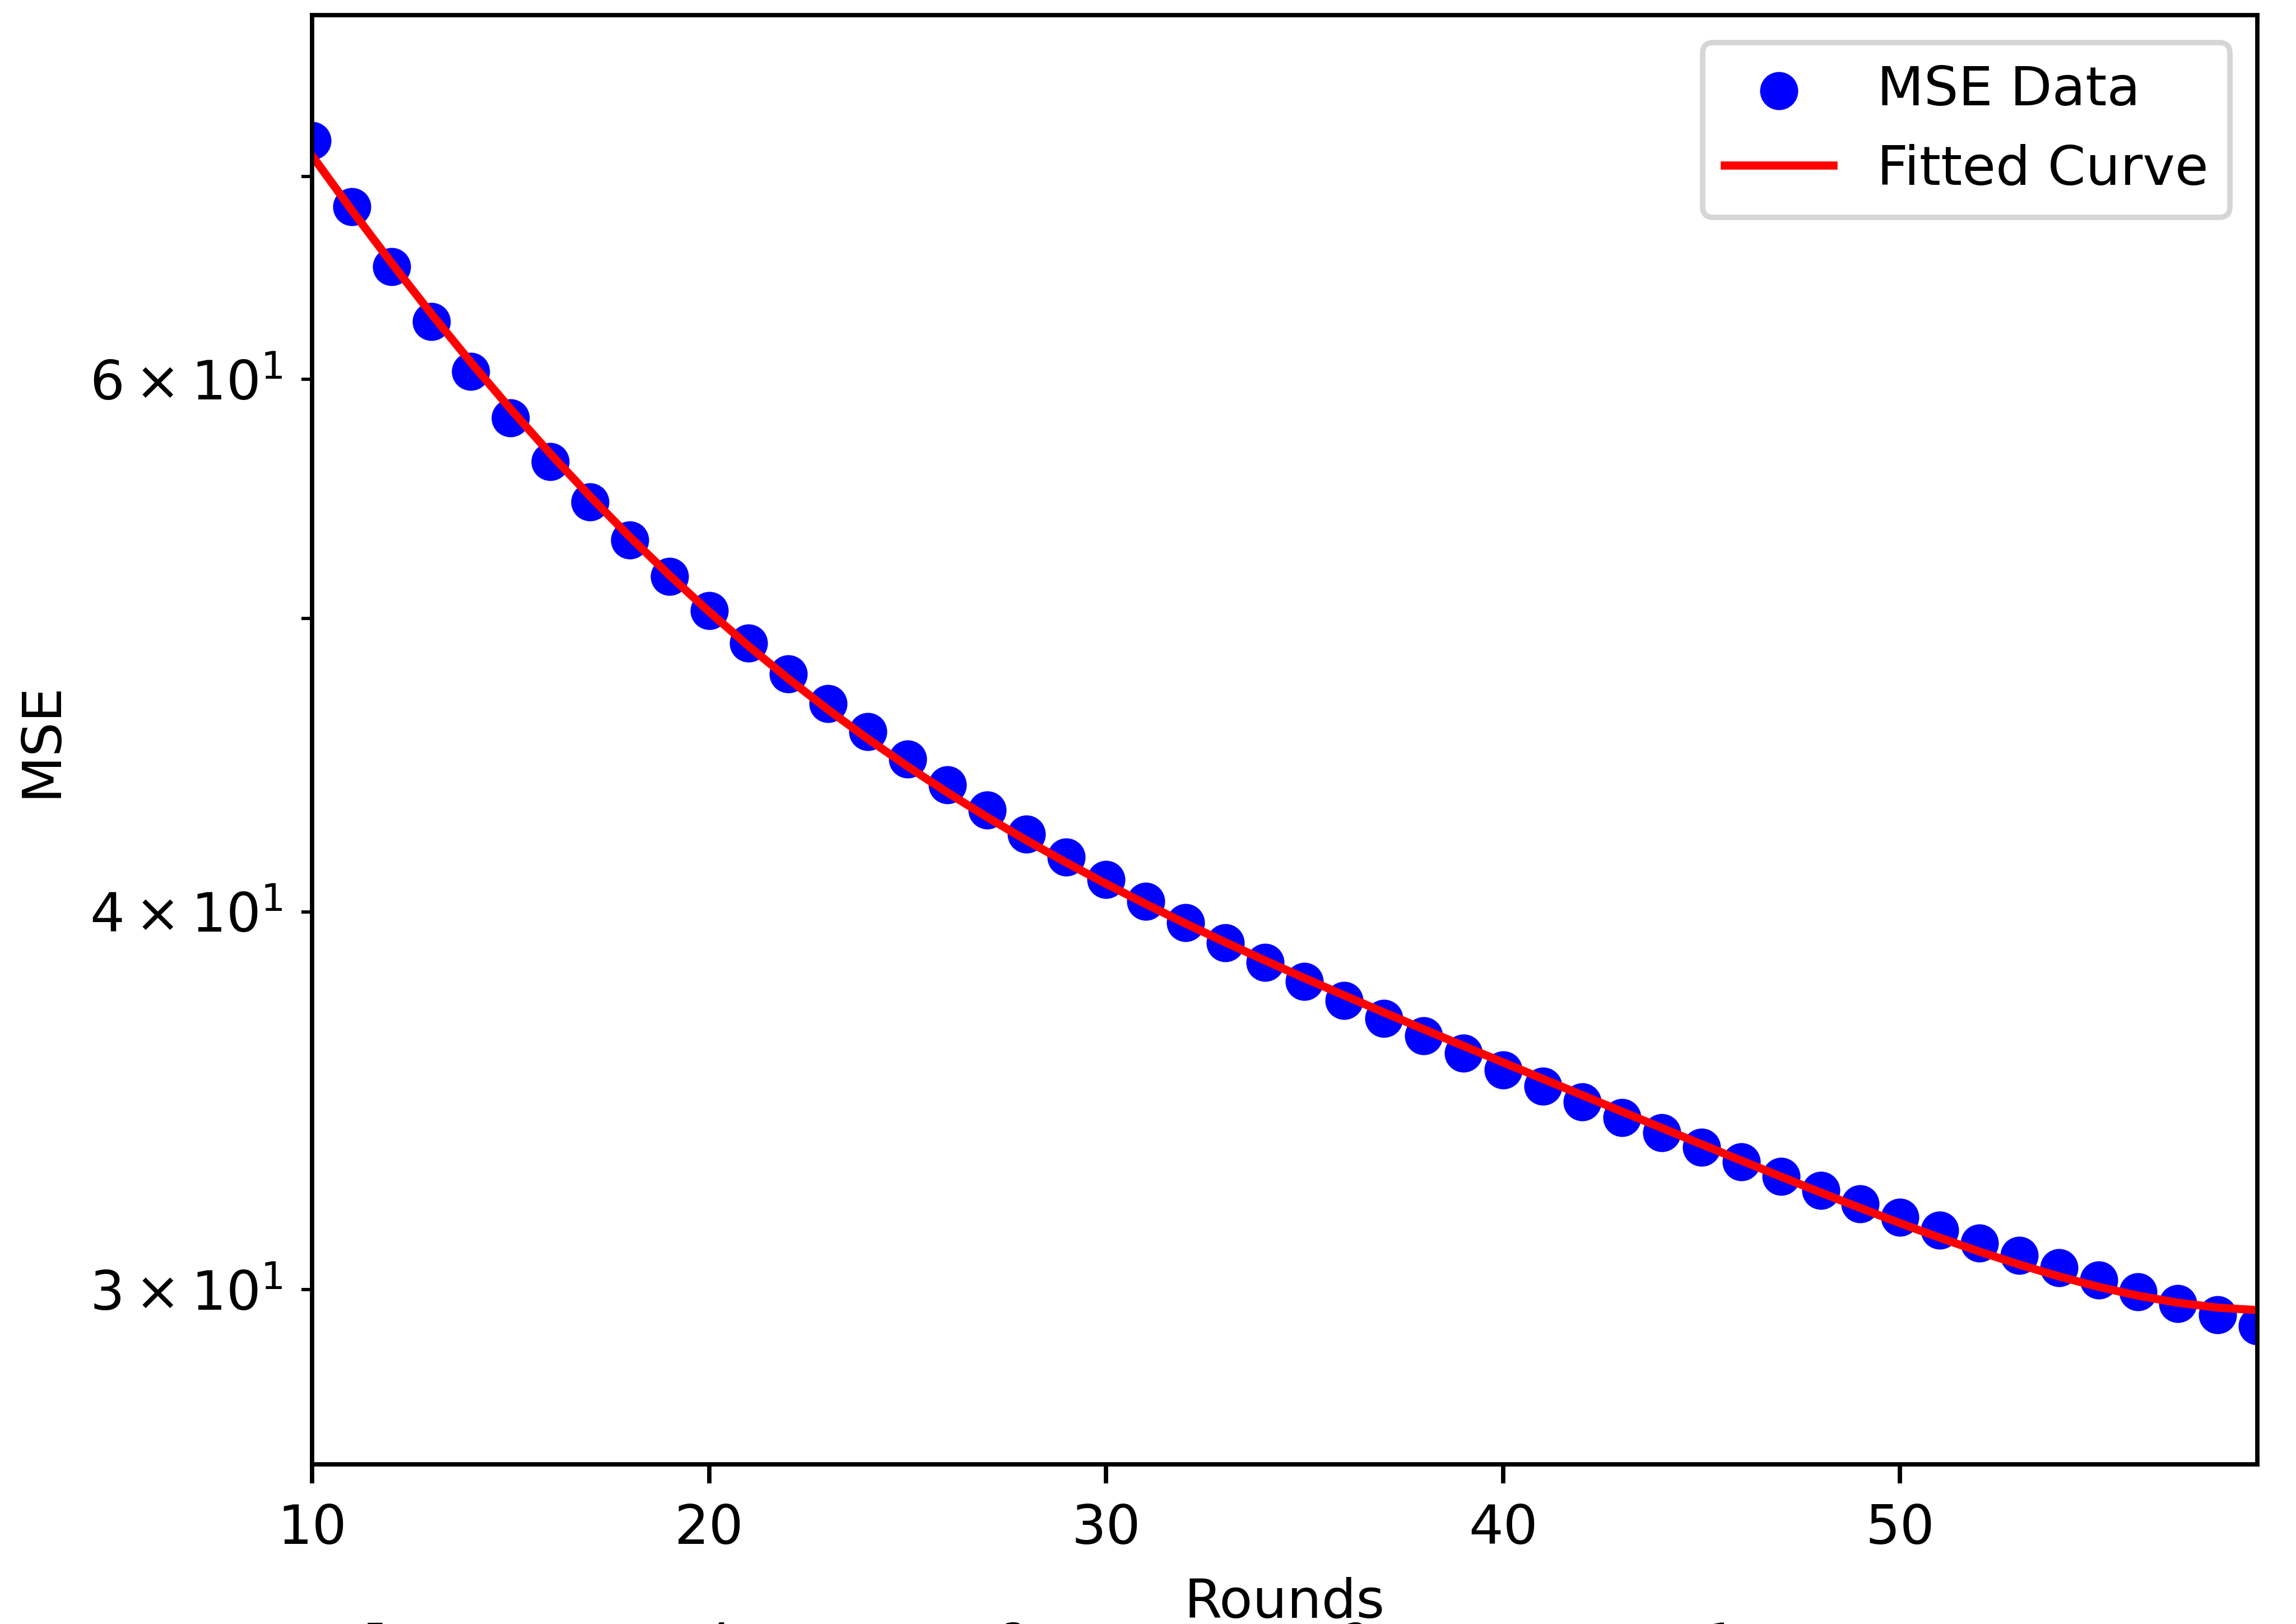 MSE Data
Fitted Curve
6 × 10¹
4 × 10¹
3 × 10¹
MSE
10 20 30 40 50
Rounds